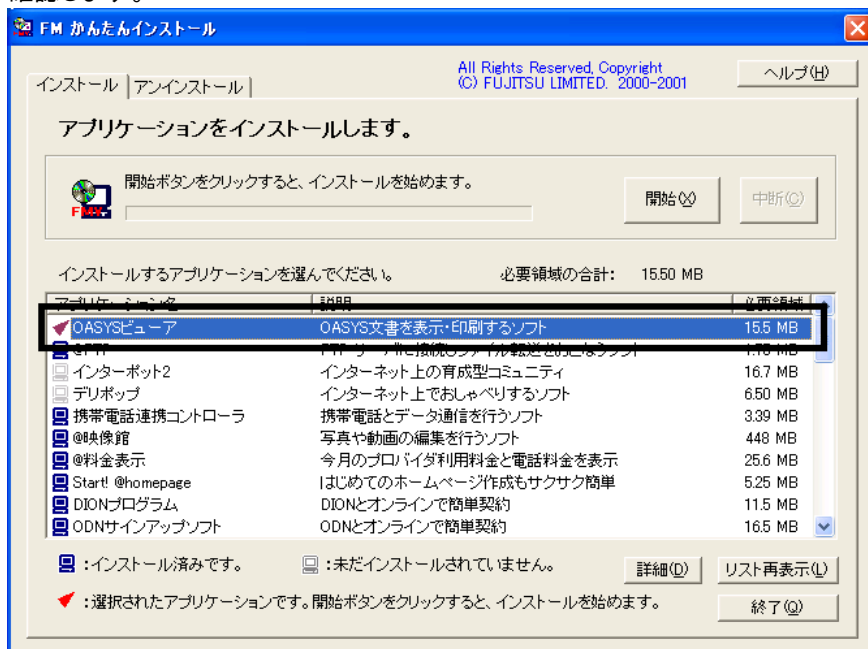 FM かんたんインストール
All Rights Reserved, Copyright
(C) FUJITSU LIMITED. 2000-2001
ヘルプ(H)
インストール アンインストール
アプリケーションをインストールします。
開始ボタンをクリックすると、インストールを始めます。
開始(X) 中断(C)
FMV-
インストールするアプリケーションを選んでください。 必要領域の合計: 15.50 MB
アプリケーション名 説明 必要領域
OASYSビューア OASYS文書を表示・印刷するソフト 15.5 MB
@FTP
インターポット2 インターネット上の育成型コミュニティ 16.7 MB
デリポップ インターネット上でおしゃべりするソフト 6.50 MB
携帯電話連携コントローラ 携帯電話とデータ通信を行うソフト 3.39 MB
@映像館 写真や動画の編集を行うソフト 448 MB
@料金表示 今月のプロバイダ利用料金と電話料金を表示 25.6 MB
Start! @homepage はじめてのホームページ作成もサクサク簡単 5.25 MB
DIONプログラム DIONとオンラインで簡単契約 11.5 MB
ODNサインアップソフト ODNとオンラインで簡単契約 16.5 MB
:インストール済みです。 :未だインストールされていません。 詳細(D) リスト再表示(L)
:選択されたアプリケーションです。開始ボタンをクリックすると、インストールを始めます。 終了(Q)